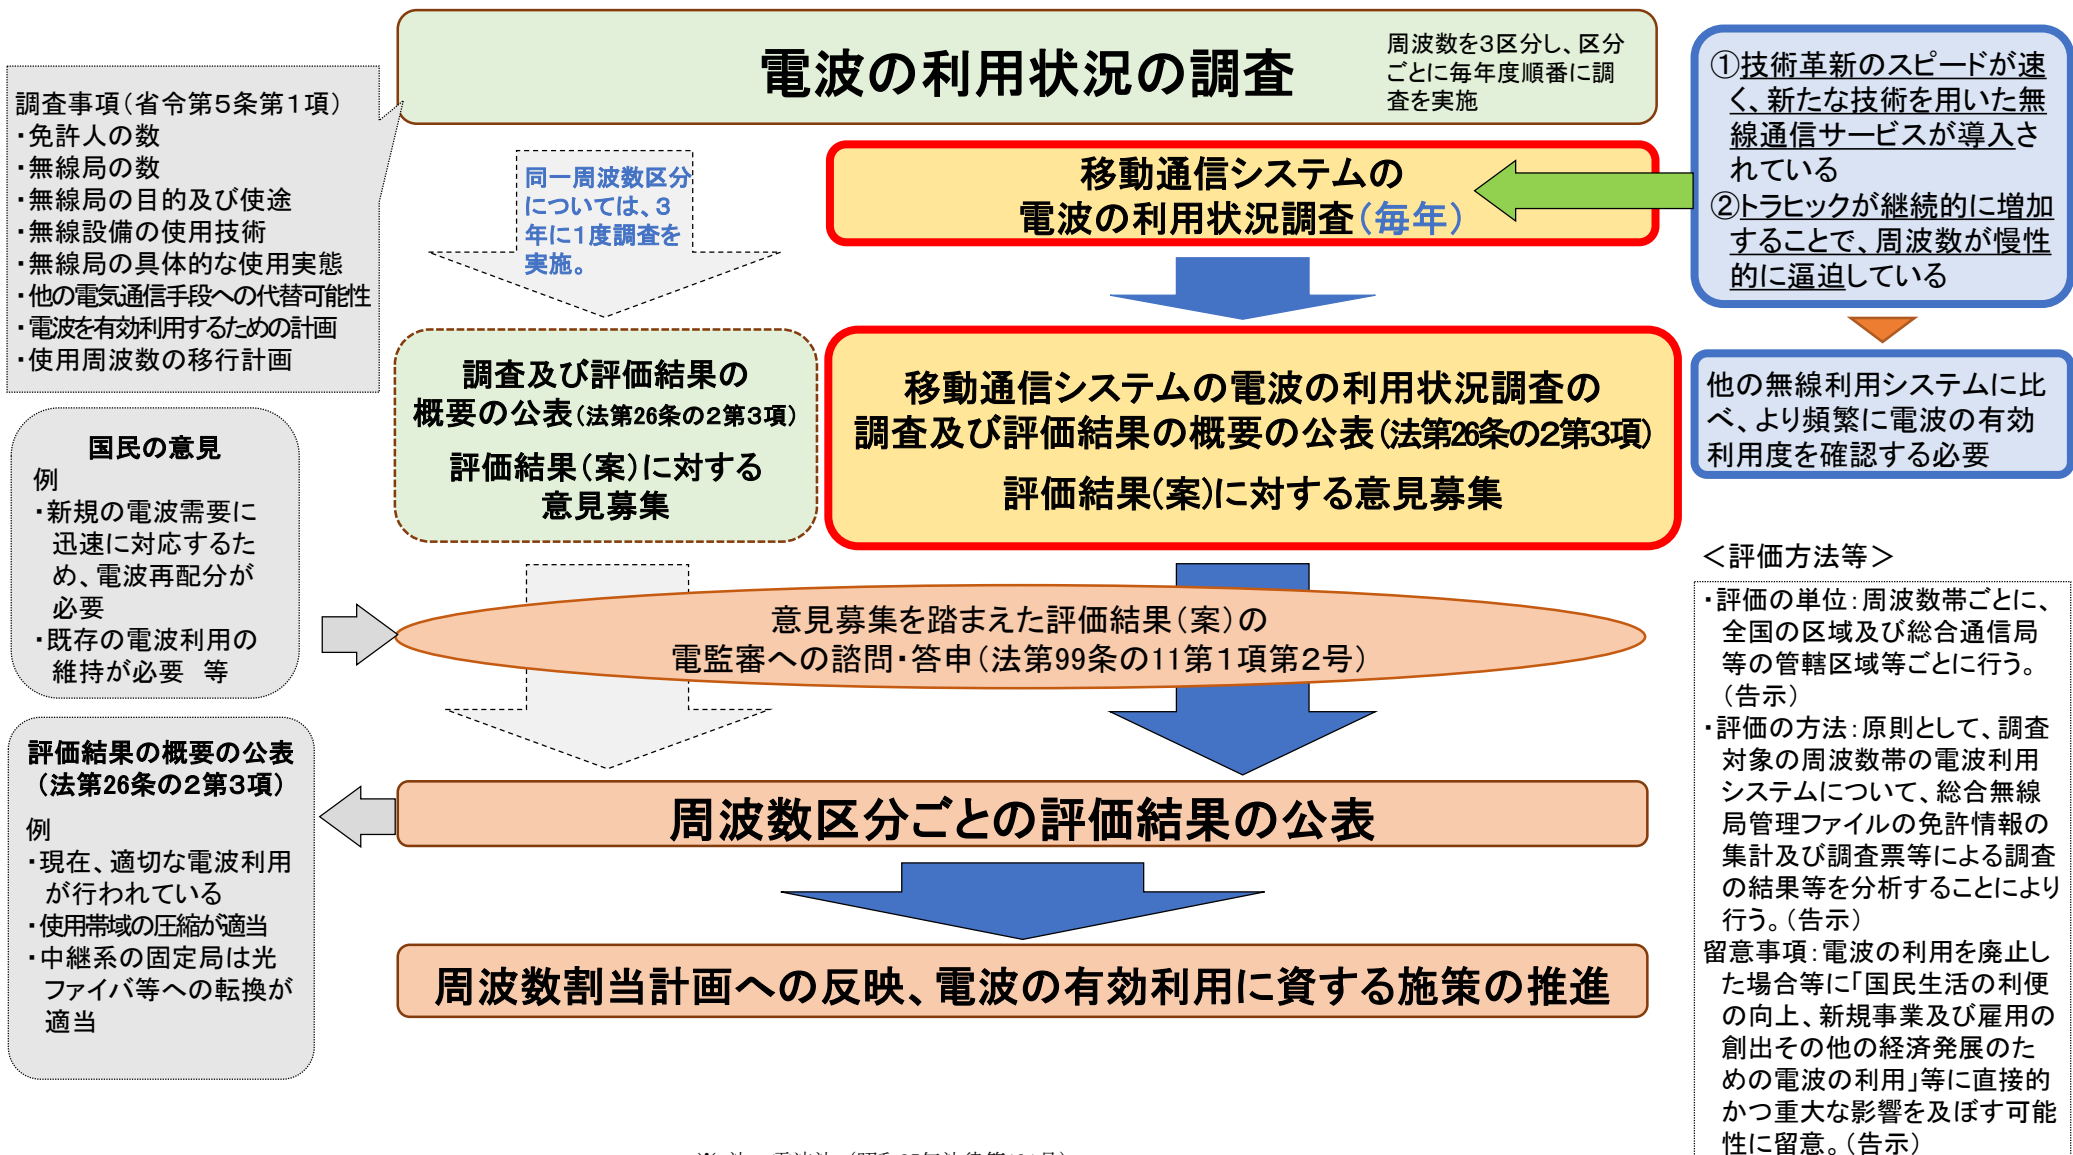 電波の利用状況の調査
周波数を3区分し、区分
ごとに毎年度順番に調
査を実施
調査事項（省令第５条第１項）
・免許人の数
・無線局の数
・無線局の目的及び使途
・無線設備の使用技術
・無線局の具体的な使用実態
・他の電気通信手段への代替可能性
・電波を有効利用するための計画
・使用周波数の移行計画
同一周波数区分
については、３
年に１度調査を
実施。
移動通信システムの
電波の利用状況調査（毎年）
①技術革新のスピードが速
く、新たな技術を用いた無
線通信サービスが導入さ
れている
②トラヒックが継続的に増加
することで、周波数が慢性
的に逼迫している
他の無線利用システムに比
べ、より頻繁に電波の有効
利用度を確認する必要
調査及び評価結果の
概要の公表（法第26条の２第３項）
評価結果（案）に対する
意見募集
移動通信システムの電波の利用状況調査の
調査及び評価結果の概要の公表（法第26条の２第３項）
評価結果（案）に対する意見募集
国民の意見
例
・新規の電波需要に
迅速に対応するた
め、電波再配分が
必要
・既存の電波利用の
維持が必要　等
意見募集を踏まえた評価結果（案）の
電監審への諮問・答申（法第99条の11第１項第２号）
評価結果の概要の公表
（法第26条の２第３項）
例
・現在、適切な電波利用
が行われている
・使用帯域の圧縮が適当
・中継系の固定局は光
ファイバ等への転換が
適当
周波数区分ごとの評価結果の公表
周波数割当計画への反映、電波の有効利用に資する施策の推進
＜評価方法等＞
・評価の単位：周波数帯ごとに、
全国の区域及び総合通信局
等の管轄区域等ごとに行う。
（告示）
・評価の方法：原則として、調査
対象の周波数帯の電波利用
システムについて、総合無線
局管理ファイルの免許情報の
集計及び調査票等による調査
の結果等を分析することにより
行う。（告示）
留意事項：電波の利用を廃止し
た場合等に「国民生活の利便
の向上、新規事業及び雇用の
創出その他の経済発展のた
めの電波の利用」等に直接的
かつ重大な影響を及ぼす可能
性に留意。（告示）